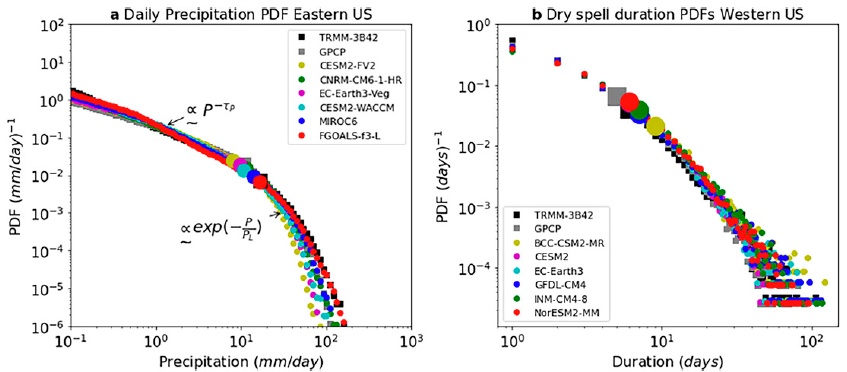 a Daily Precipitation PDF Eastern US
PDF (mm/day)⁻¹
10²
10¹
10⁰
10⁻¹
10⁻²
10⁻³
10⁻⁴
10⁻⁵
10⁻⁶
TRMM-3B42
GPCP
CESM2-FV2
CNRM-CM6-1-HR
EC-Earth3-Veg
CESM2-WACCM
MIROC6
FGOALS-f3-L
∝ P^−τ_P
~
∝ exp(−P/P_L)
~
10⁻¹ 10⁰ 10¹ 10² 10³
Precipitation (mm/day)
b Dry spell duration PDFs Western US
PDF (days)⁻¹
10⁰
10⁻¹
10⁻²
10⁻⁴
TRMM-3B42
GPCP
BCC-CSM2-MR
CESM2
EC-Earth3
GFDL-CM4
INM-CM4-8
NorESM2-MM
10⁰ 10¹ 10²
Duration (days)